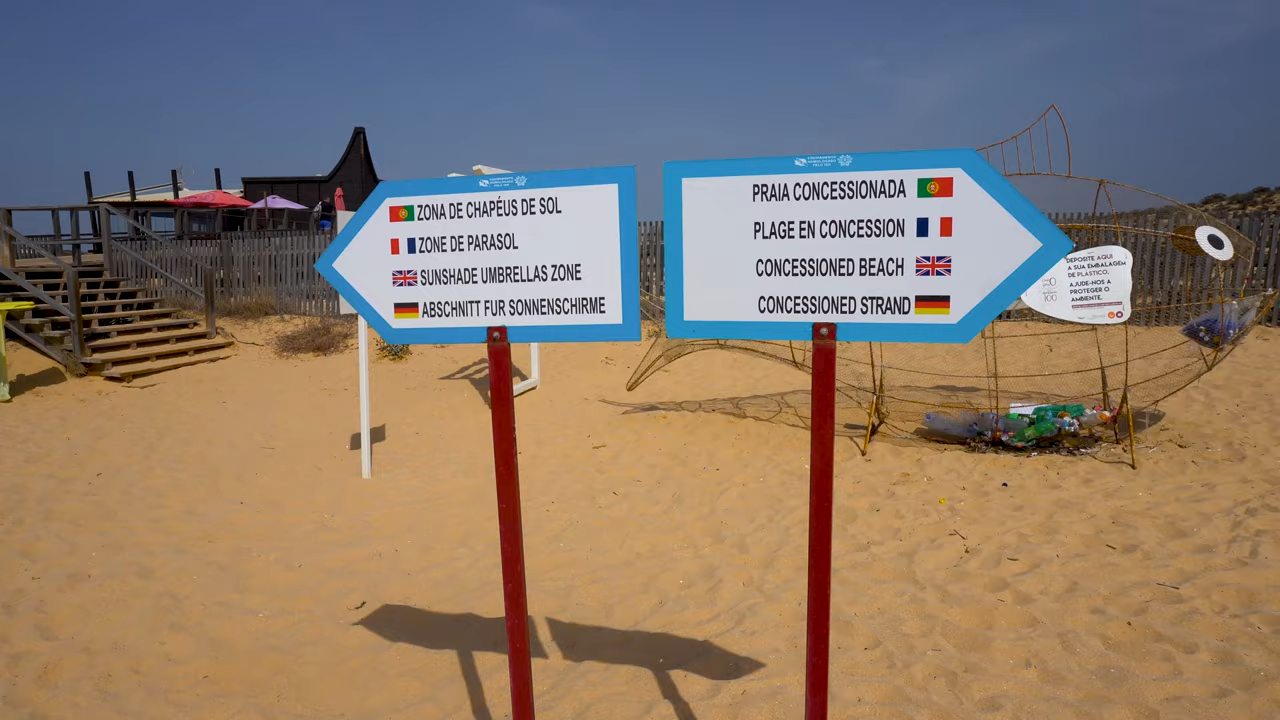 ZONA DE CHAPÉUS DE SOL
ZONE DE PARASOL
SUNSHADE UMBRELLAS ZONE
ABSCHNITT FUR SONNENSCHIRME
PRAIA CONCESSIONADA
PLAGE EN CONCESSION
CONCESSIONED BEACH
CONCESSIONED STRAND
DEPOSITE AQUI
A SUA EMBALAGEM
DE PLASTICO.
AJUDE-NOS A
PROTEGER O
AMBIENTE.